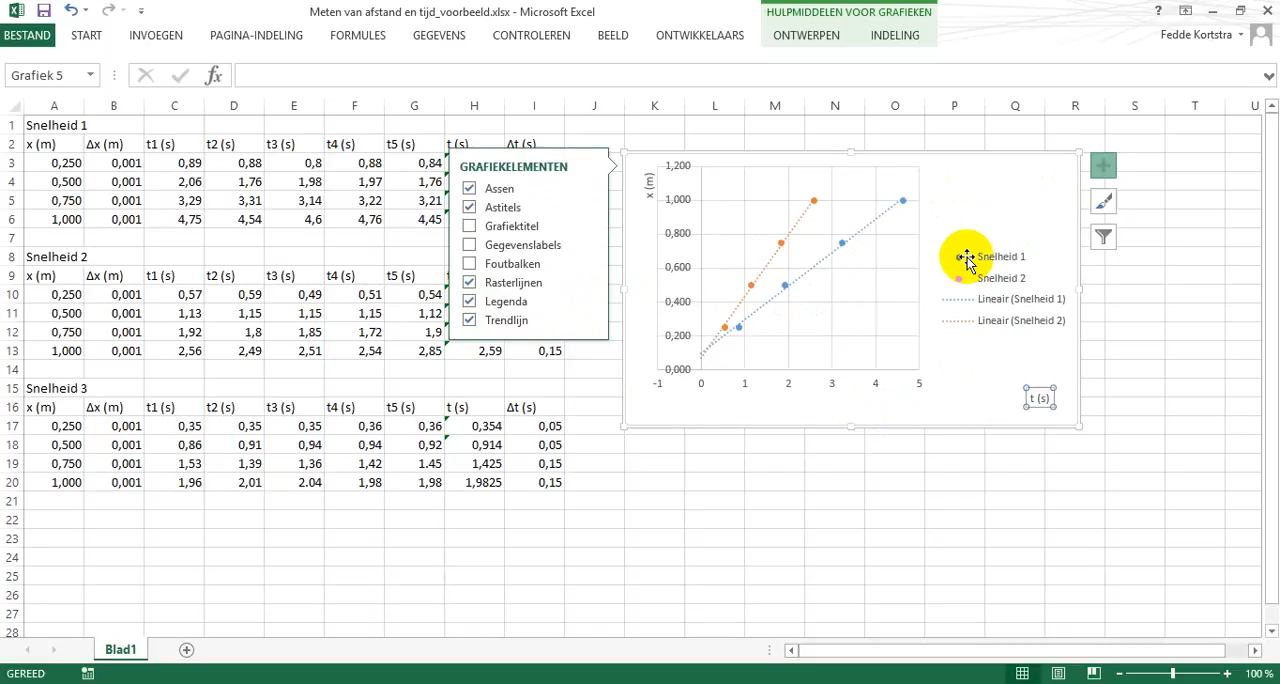 Meten van afstand en tijd_voorbeeld.xlsx - Microsoft Excel
HULPMIDDELEN VOOR GRAFIEKEN
?
BESTAND START INVOEGEN PAGINA-INDELING FORMULES GEGEVENS CONTROLEREN BEELD ONTWIKKELAARS ONTWERPEN INDELING Fedde Kortstra
Grafiek 5 fx
A B C D E F G H I J K L M N O P Q R S T U
1 Snelheid 1
2 x (m) Δx (m) t1 (s) t2 (s) t3 (s) t4 (s) t5 (s) t (s) Δt (s)
3 0,250 0,001 0,89 0,88 0,8 0,88 0,84
4 0,500 0,001 2,06 1,76 1,98 1,97 1,76
5 0,750 0,001 3,29 3,31 3,14 3,22 3,21
6 1,000 0,001 4,75 4,54 4,6 4,76 4,45
7
8 Snelheid 2
9 x (m) Δx (m) t1 (s) t2 (s) t3 (s) t4 (s) t5 (s)
10 0,250 0,001 0,57 0,59 0,49 0,51 0,54
11 0,500 0,001 1,13 1,15 1,15 1,15 1,12
12 0,750 0,001 1,92 1,8 1,85 1,72 1,9
13 1,000 0,001 2,56 2,49 2,51 2,54 2,85 2,59 0,15
14
15 Snelheid 3
16 x (m) Δx (m) t1 (s) t2 (s) t3 (s) t4 (s) t5 (s) t (s) Δt (s)
17 0,250 0,001 0,35 0,35 0,35 0,36 0,36 0,354 0,05
18 0,500 0,001 0,86 0,91 0,94 0,94 0,92 0,914 0,05
19 0,750 0,001 1,53 1,39 1,36 1,42 1.45 1,425 0,15
20 1,000 0,001 1,96 2,01 2.04 1,98 1,98 1,9825 0,15
21
22
23
24
25
26
27
28
GRAFIEKELEMENTEN
Assen
Astitels
Grafiektitel
Gegevenslabels
Foutbalken
Rasterlijnen
Legenda
Trendlijn
x (m)
1,200
1,000
0,800
0,600
0,400
0,200
0,000
-1 0 1 2 3 4 5
t (s)
Snelheid 1
Snelheid 2
Lineair (Snelheid 1)
Lineair (Snelheid 2)
Blad1
GEREED 100 %